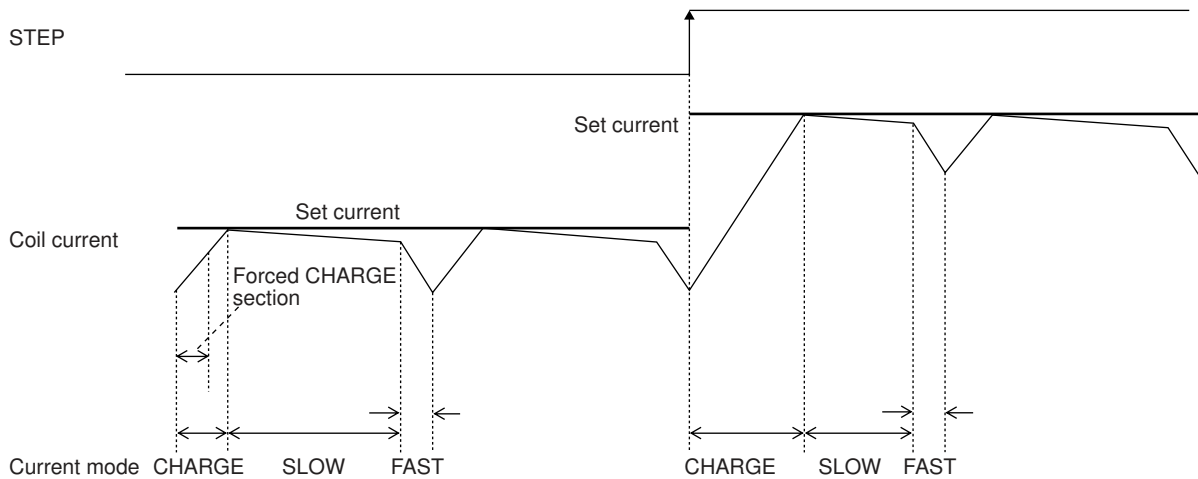 STEP
Set current
Set current
Coil current
Forced CHARGE
section
Current mode CHARGE SLOW FAST CHARGE SLOW FAST